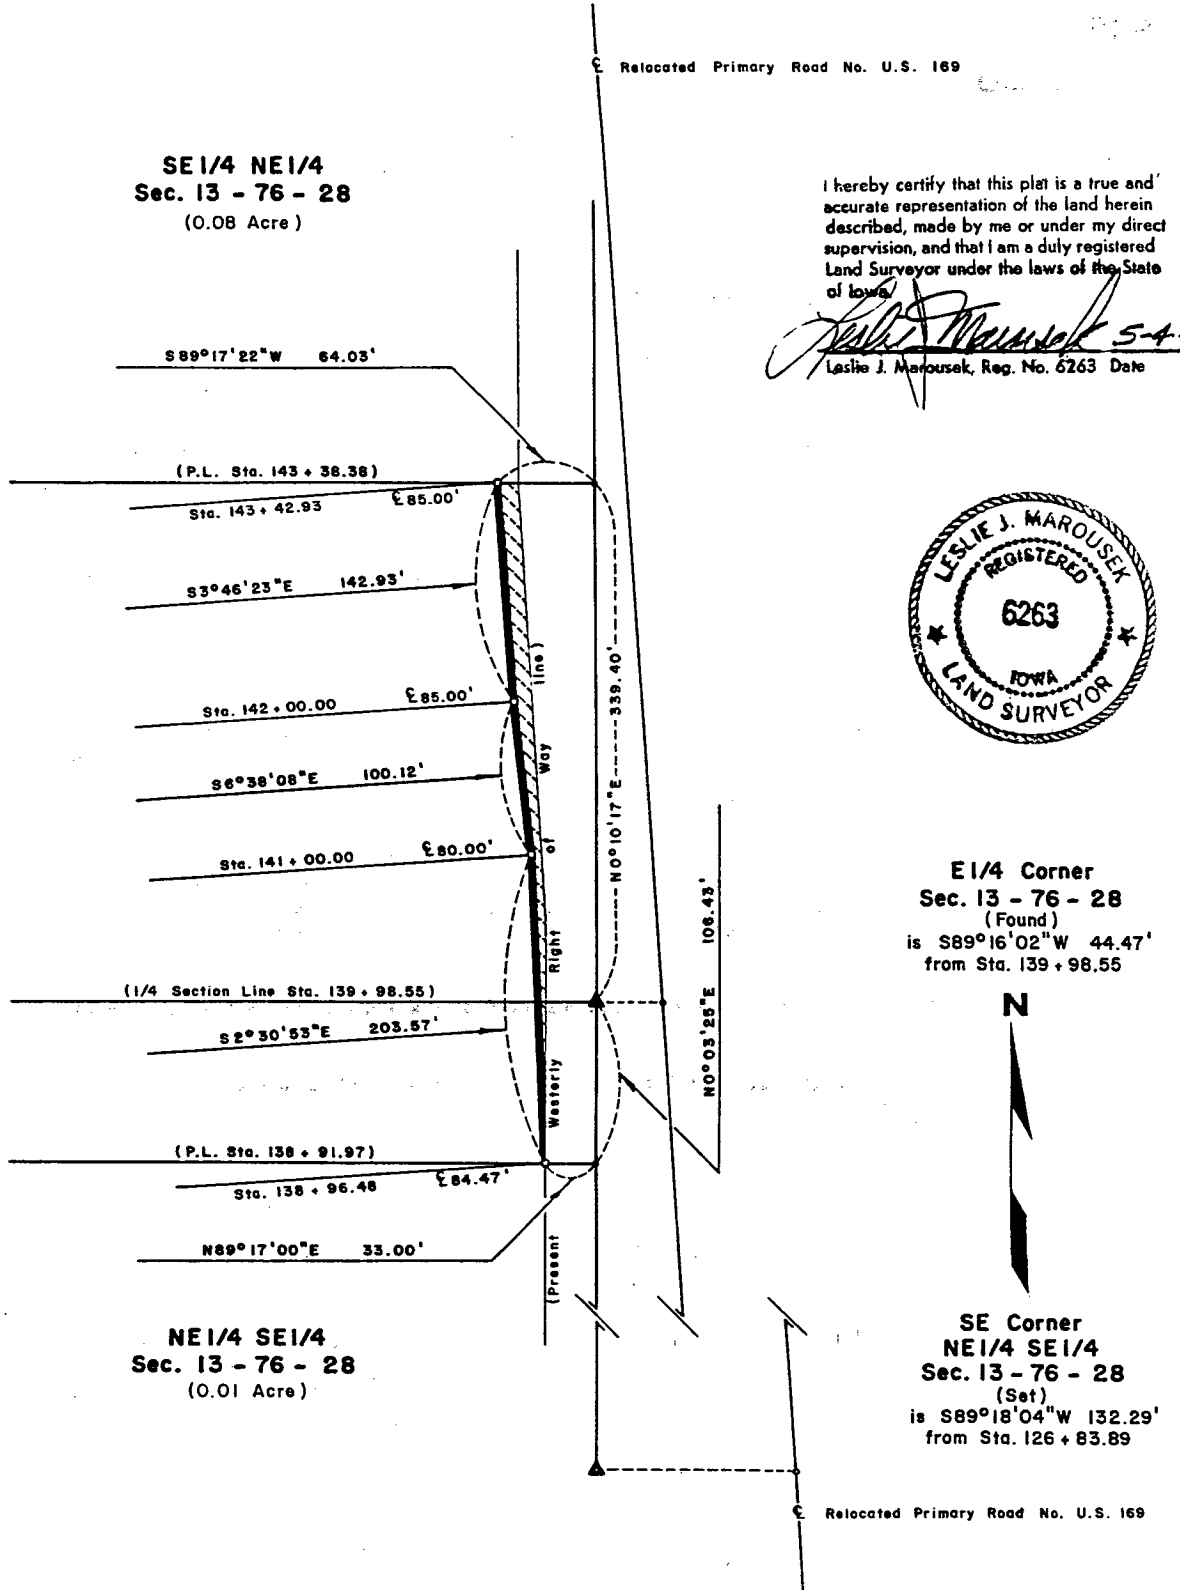 ℄ Relocated Primary Road No. U.S. 169
SE1/4 NE1/4
Sec. 13 - 76 - 28
(0.08 Acre)
I hereby certify that this plat is a true and
accurate representation of the land herein
described, made by me or under my direct
supervision, and that I am a duly registered
Land Surveyor under the laws of the State
of Iowa.
Leslie J Marousek 5-4-
Leslie J. Marousek, Reg. No. 6263 Date
S89°17'22"W 64.03'
(P.L. Sta. 143 + 38.38)
Sta. 143 + 42.93 ℄ 85.00'
S3°46'23"E 142.93'
Sta. 142 + 00.00 ℄ 85.00'
S6°38'08"E 100.12'
Sta. 141 + 00.00 ℄ 80.00'
(1/4 Section Line Sta. 139 + 98.55)
S2°30'53"E 203.57'
(P.L. Sta. 138 + 91.97)
Sta. 138 + 96.48 ℄ 84.47'
N89°17'00"E 33.00'
(Present Westerly Right of Way line)
N0°10'17"E 339.40'
N0°03'25"E 106.43'
LESLIE J. MAROUSEK
REGISTERED
6263
IOWA
LAND SURVEYOR
E1/4 Corner
Sec. 13 - 76 - 28
(Found)
is S89°16'02"W 44.47'
from Sta. 139 + 98.55
N
NE1/4 SE1/4
Sec. 13 - 76 - 28
(0.01 Acre)
SE Corner
NE1/4 SE1/4
Sec. 13 - 76 - 28
(Set)
is S89°18'04"W 132.29'
from Sta. 126 + 83.89
℄ Relocated Primary Road No. U.S. 169